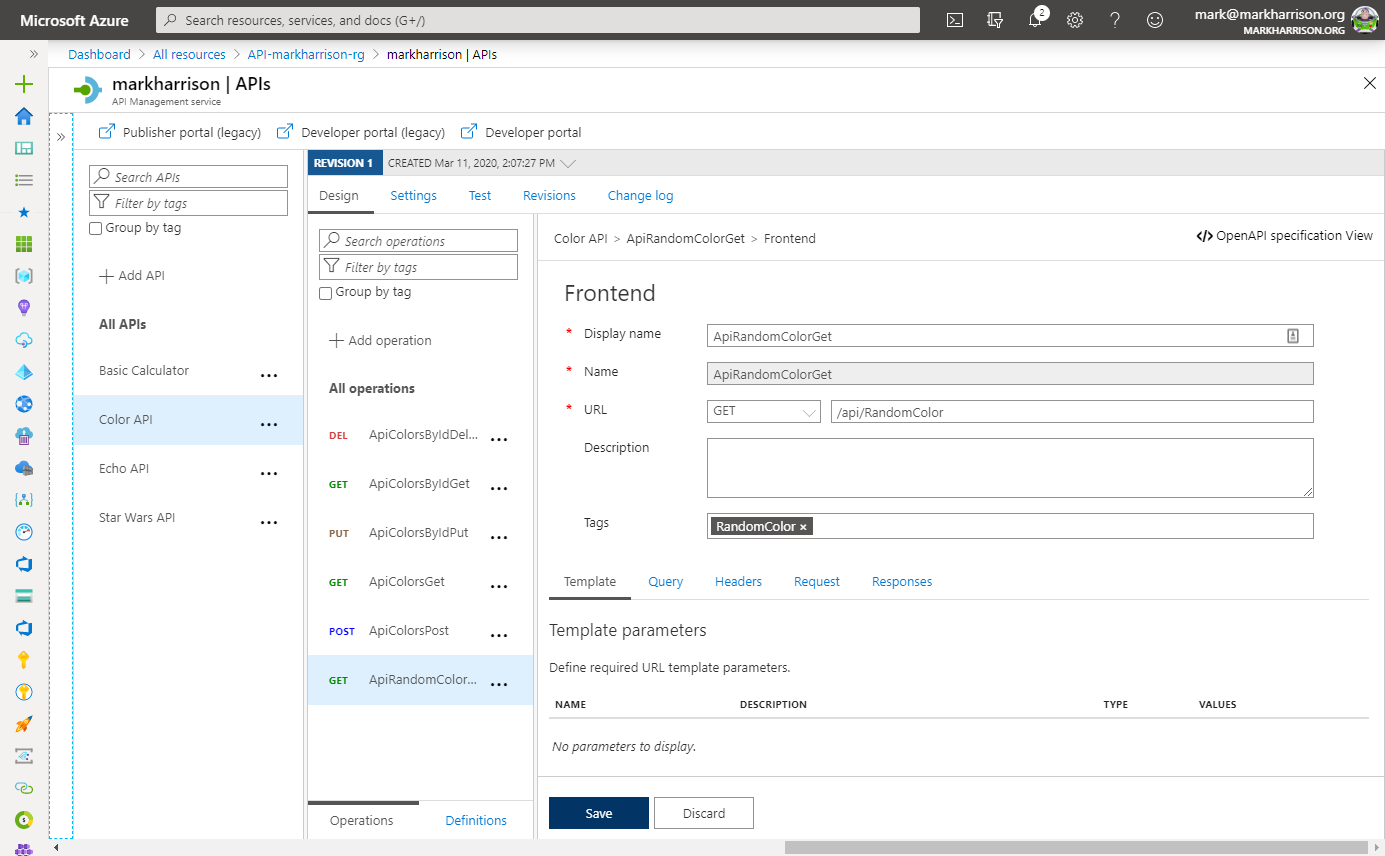 Microsoft Azure
Search resources, services, and docs (G+/)
2
mark@markharrison.org
MARKHARRISON.ORG
Dashboard > All resources > API-markharrison-rg > markharrison | APIs
markharrison | APIs
API Management service
Publisher portal (legacy)
Developer portal (legacy)
Developer portal
Search APIs
Filter by tags
Group by tag
Add API
All APIs
Basic Calculator ...
Color API ...
Echo API ...
Star Wars API ...
REVISION 1
CREATED Mar 11, 2020, 2:07:27 PM
Design
Settings
Test
Revisions
Change log
Search operations
Filter by tags
Group by tag
Add operation
All operations
DEL ApiColorsByIdDel... ...
GET ApiColorsByIdGet ...
PUT ApiColorsByIdPut ...
GET ApiColorsGet ...
POST ApiColorsPost ...
GET ApiRandomColor... ...
Operations
Definitions
Color API > ApiRandomColorGet > Frontend
</> OpenAPI specification View
Frontend
* Display name
ApiRandomColorGet
* Name
ApiRandomColorGet
* URL
GET
/api/RandomColor
Description
Tags
RandomColor ×
Template
Query
Headers
Request
Responses
Template parameters
Define required URL template parameters.
NAME
DESCRIPTION
TYPE
VALUES
No parameters to display.
Save
Discard